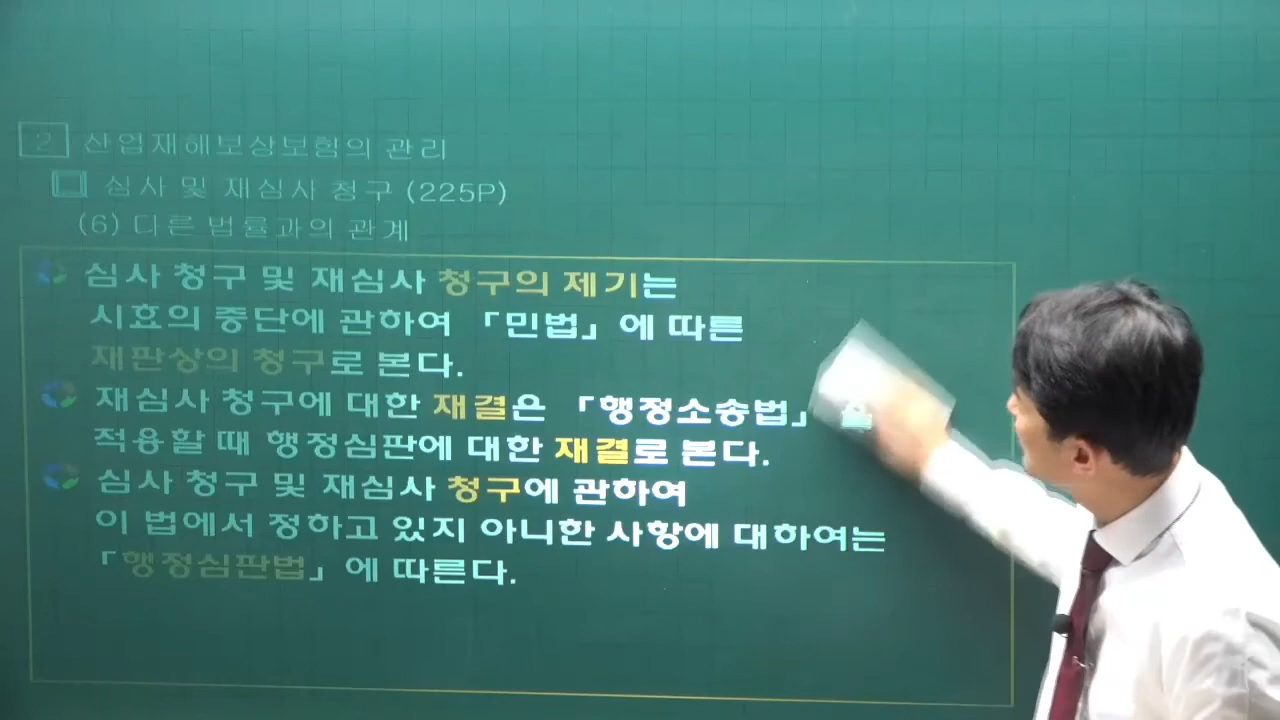 2 산업재해보상보험의 관리
심사 및 재심사 청구 (225P)
(6) 다른 법률과의 관계
심사 청구 및 재심사 청구의 제기는
시효의 중단에 관하여 「민법」에 따른
재판상의 청구로 본다.
재심사 청구에 대한 재결은 「행정소송법」을
적용할 때 행정심판에 대한 재결로 본다.
심사 청구 및 재심사 청구에 관하여
이 법에서 정하고 있지 아니한 사항에 대하여는
「행정심판법」에 따른다.